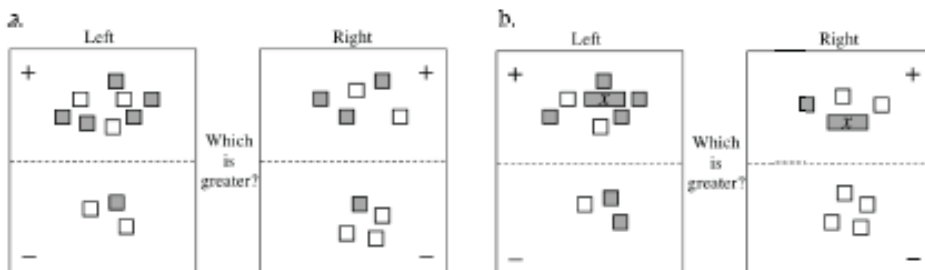 a.
Left
Right
+
+
Which
is
greater?
−
−
b.
Left
Right
+
x
+
x
Which
is
greater?
−
−